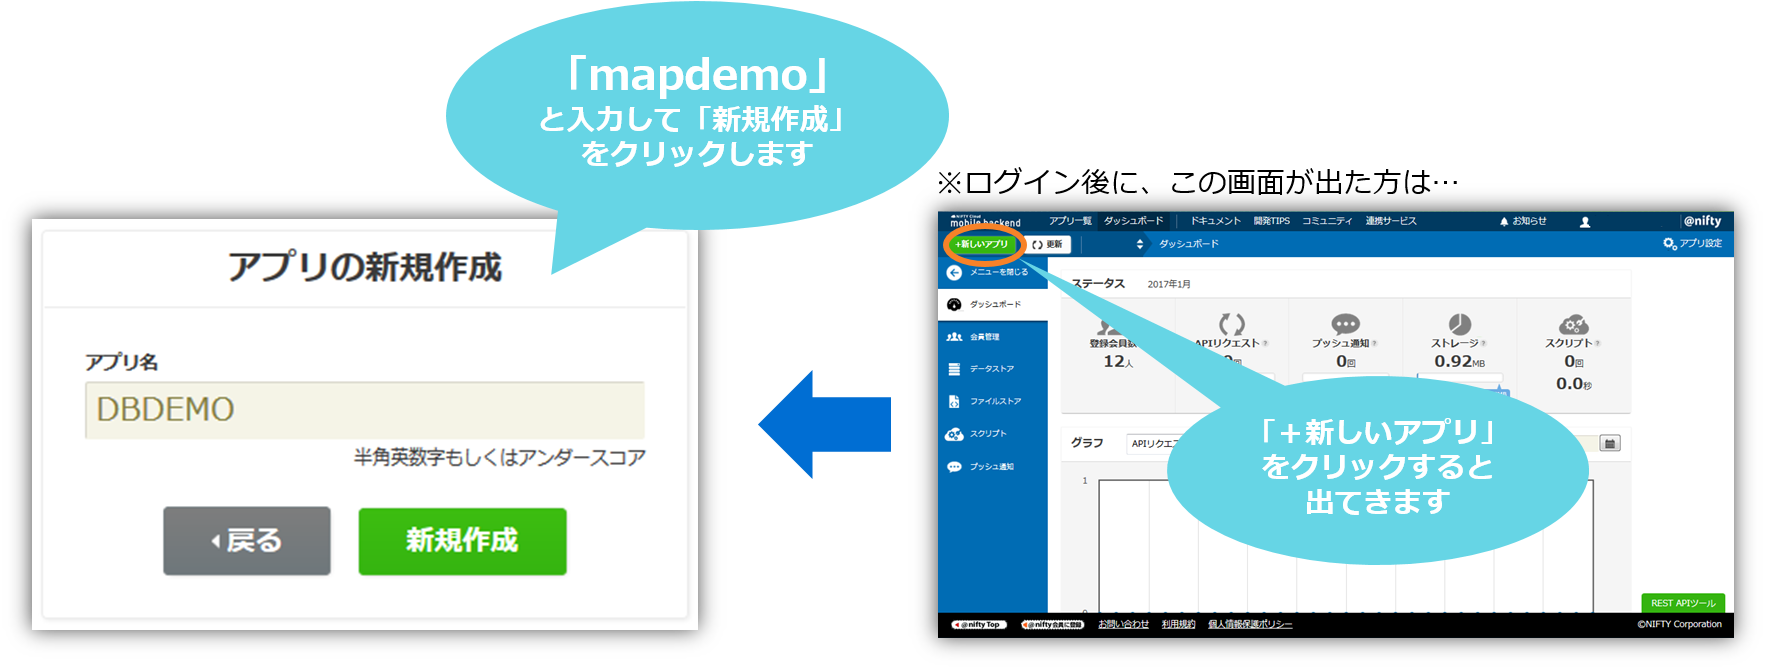 「mapdemo」
と入力して「新規作成」
をクリックします
アプリの新規作成
アプリ名
DBDEMO
半角英数字もしくはアンダースコア
戻る
新規作成
※ログイン後に、この画面が出た方は…
NIFTY Cloud
mobile backend
アプリ一覧
ダッシュボード
ドキュメント
開発TIPS
コミュニティ
連携サービス
お知らせ
@nifty
+新しいアプリ
更新
ダッシュボード
アプリ設定
メニューを閉じる
ダッシュボード
会員管理
データストア
ファイルストア
スクリプト
プッシュ通知
ステータス
2017年1月
登録会員数
12人
APIリクエスト
回
プッシュ通知
0回
ストレージ
0.92MB
スクリプト
0回
0.0秒
グラフ
APIリクエ
1
0
「＋新しいアプリ」
をクリックすると
出てきます
REST APIツール
@nifty Top
@nifty会員に登録
お問い合わせ
利用規約
個人情報保護ポリシー
©NIFTY Corporation